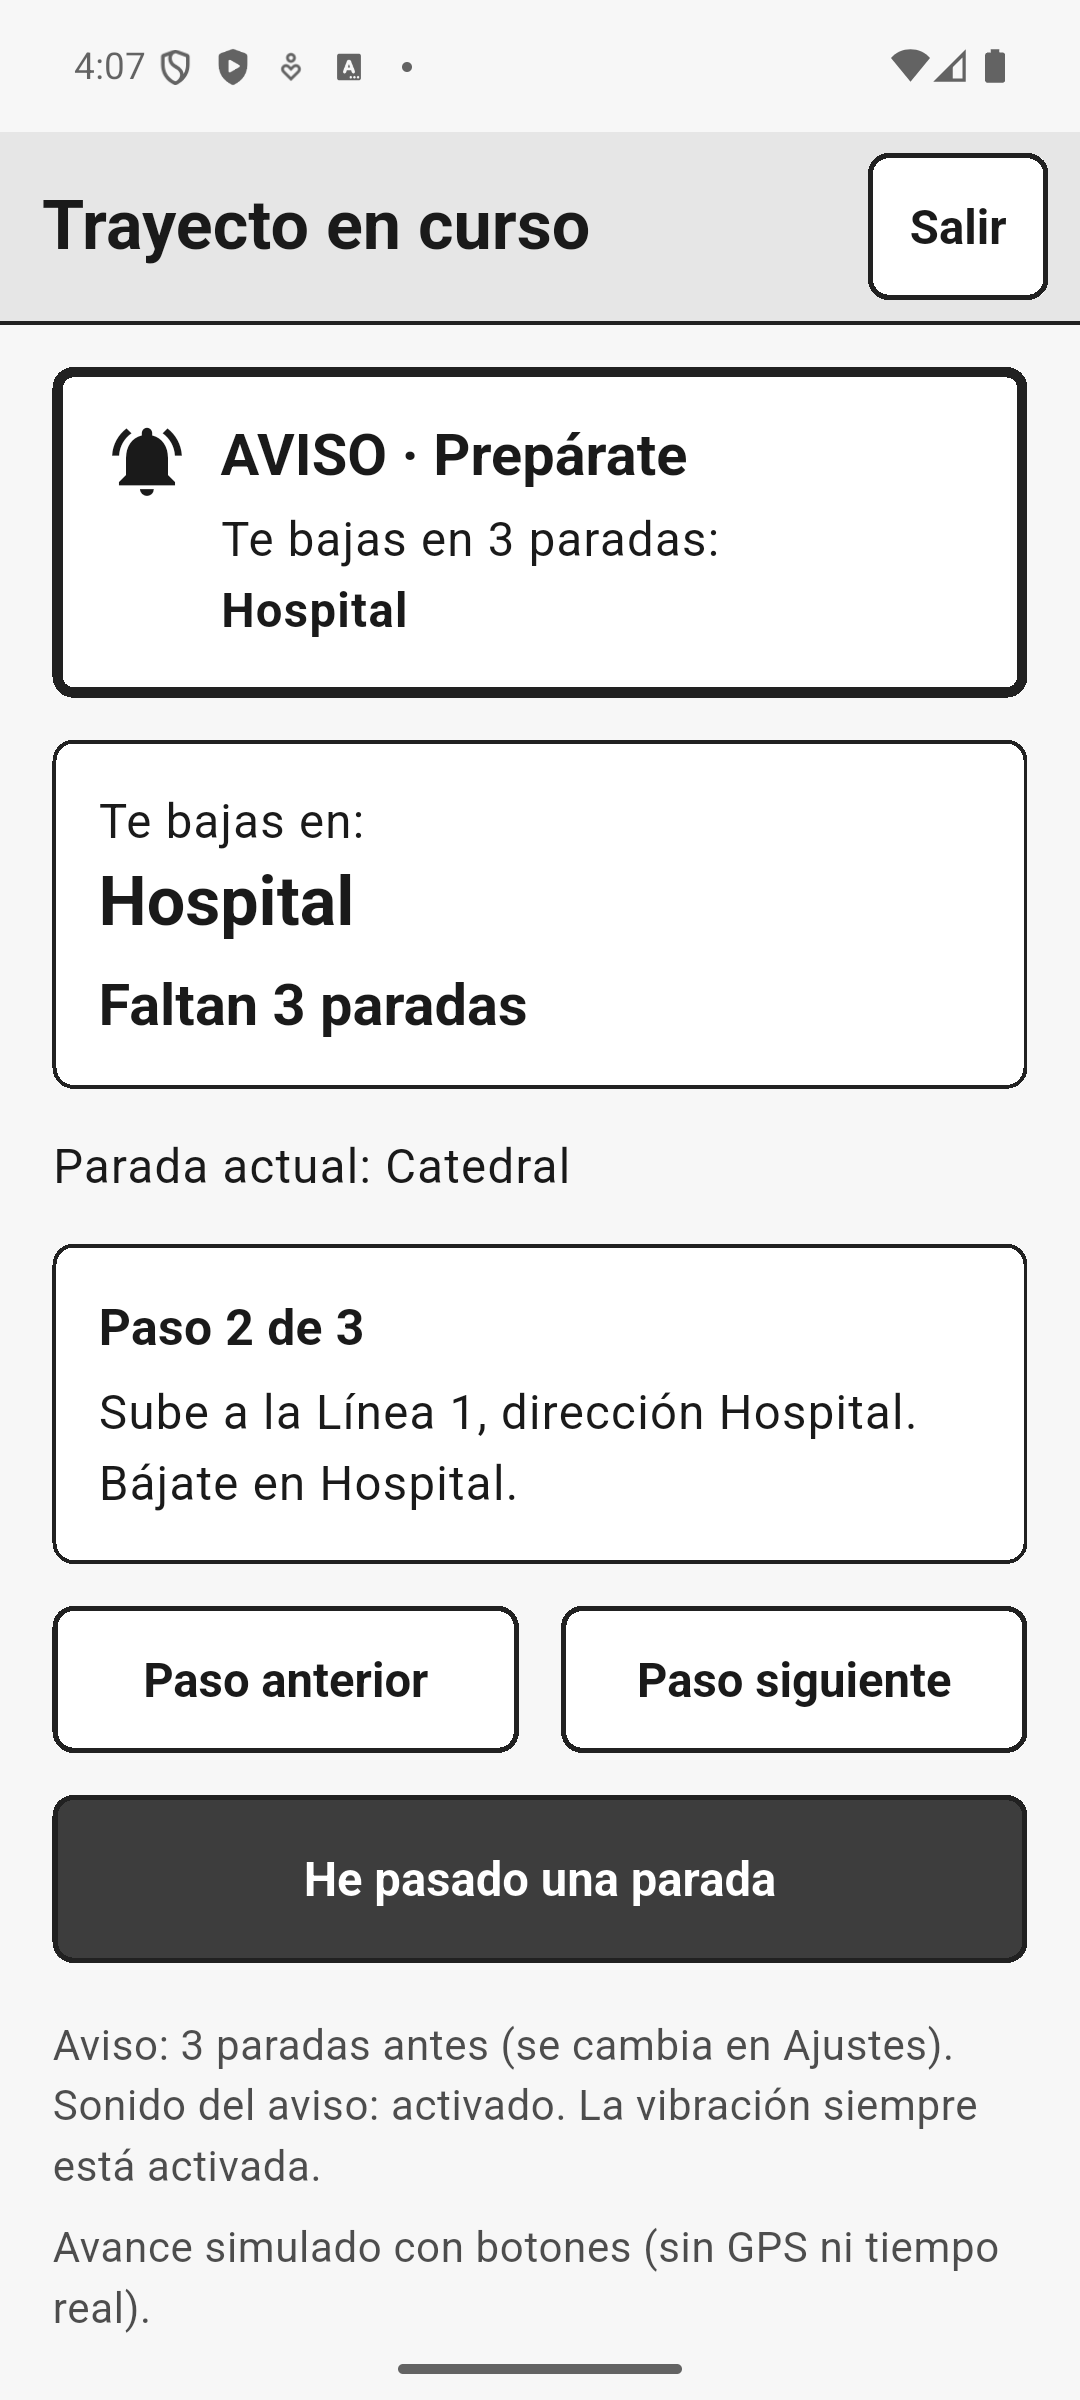 4:07
Trayecto en curso
Salir
AVISO · Prepárate
Te bajas en 3 paradas:
Hospital
Te bajas en:
Hospital
Faltan 3 paradas
Parada actual: Catedral
Paso 2 de 3
Sube a la Línea 1, dirección Hospital.
Bájate en Hospital.
Paso anterior
Paso siguiente
He pasado una parada
Aviso: 3 paradas antes (se cambia en Ajustes).
Sonido del aviso: activado. La vibración siempre
está activada.
Avance simulado con botones (sin GPS ni tiempo
real).